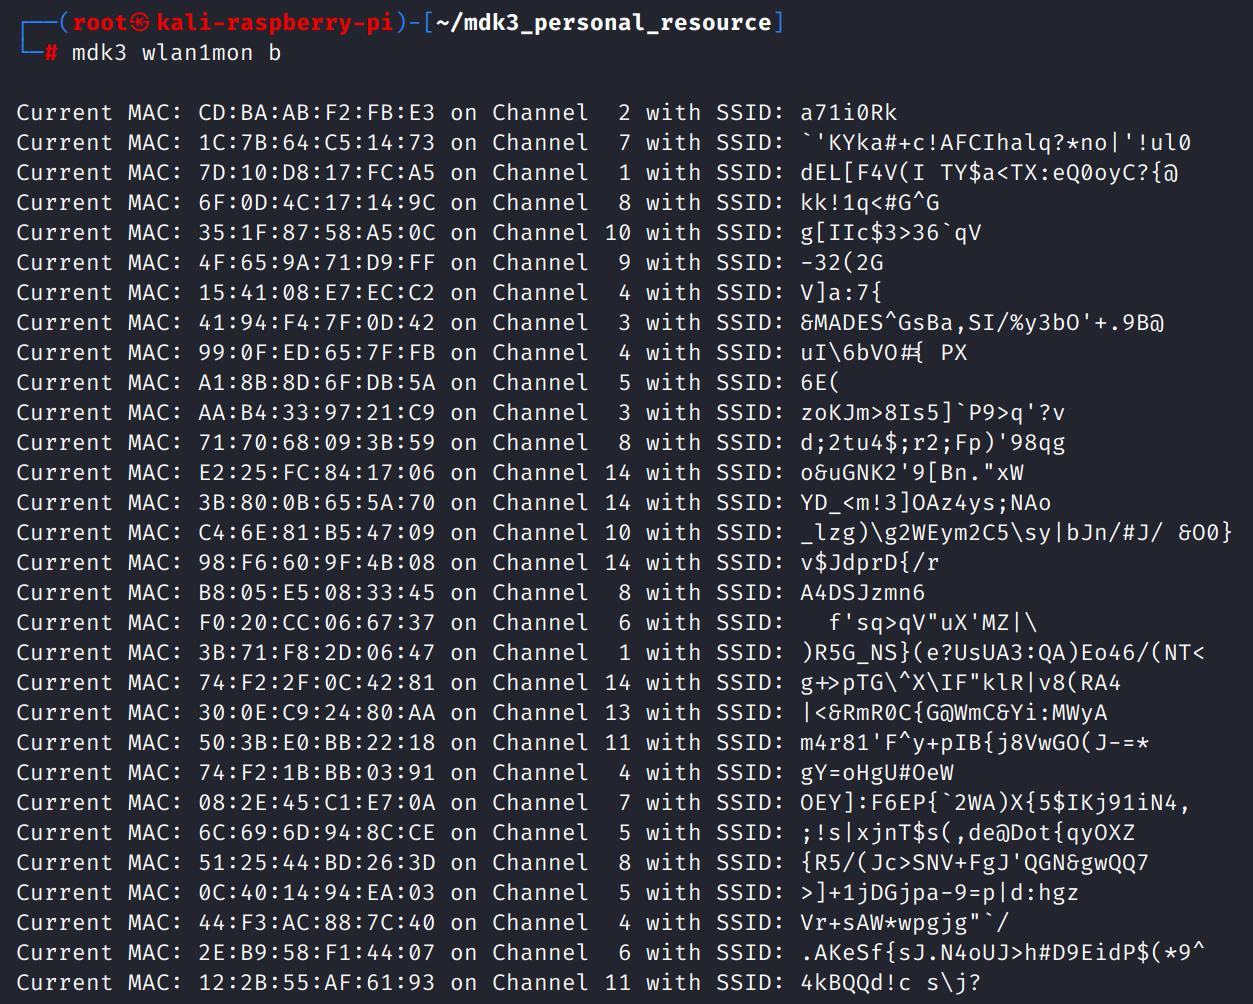 ┌──(root㉿kali-raspberry-pi)-[~/mdk3_personal_resource]
└─# mdk3 wlan1mon b
Current MAC: CD:BA:AB:F2:FB:E3 on Channel  2 with SSID: a71i0Rk
Current MAC: 1C:7B:64:C5:14:73 on Channel  7 with SSID: `'KYka#+c!AFCIhalq?*no|'!ul0
Current MAC: 7D:10:D8:17:FC:A5 on Channel  1 with SSID: dEL[F4V(I TY$a<TX:eQ0oyC?{@
Current MAC: 6F:0D:4C:17:14:9C on Channel  8 with SSID: kk!1q<#G^G
Current MAC: 35:1F:87:58:A5:0C on Channel 10 with SSID: g[IIc$3>36`qV
Current MAC: 4F:65:9A:71:D9:FF on Channel  9 with SSID: -32(2G
Current MAC: 15:41:08:E7:EC:C2 on Channel  4 with SSID: V]a:7{
Current MAC: 41:94:F4:7F:0D:42 on Channel  3 with SSID: &MADES^GsBa,SI/%y3bO'+.9B@
Current MAC: 99:0F:ED:65:7F:FB on Channel  4 with SSID: uI\6bVO#{ PX
Current MAC: A1:8B:8D:6F:DB:5A on Channel  5 with SSID: 6E(
Current MAC: AA:B4:33:97:21:C9 on Channel  3 with SSID: zoKJm>8Is5]`P9>q'?v
Current MAC: 71:70:68:09:3B:59 on Channel  8 with SSID: d;2tu4$;r2;Fp)'98qg
Current MAC: E2:25:FC:84:17:06 on Channel 14 with SSID: o&uGNK2'9[Bn."xW
Current MAC: 3B:80:0B:65:5A:70 on Channel 14 with SSID: YD_<m!3]OAz4ys;NAo
Current MAC: C4:6E:81:B5:47:09 on Channel 10 with SSID: _lzg)\g2WEym2C5\sy|bJn/#J/ &O0}
Current MAC: 98:F6:60:9F:4B:08 on Channel 14 with SSID: v$JdprD{/r
Current MAC: B8:05:E5:08:33:45 on Channel  8 with SSID: A4DSJzmn6
Current MAC: F0:20:CC:06:67:37 on Channel  6 with SSID:   f'sq>qV"uX'MZ|\
Current MAC: 3B:71:F8:2D:06:47 on Channel  1 with SSID: )R5G_NS}(e?UsUA3:QA)Eo46/(NT<
Current MAC: 74:F2:2F:0C:42:81 on Channel 14 with SSID: g+>pTG\^X\IF"klR|v8(RA4
Current MAC: 30:0E:C9:24:80:AA on Channel 13 with SSID: |<&RmR0C{G@WmC&Yi:MWyA
Current MAC: 50:3B:E0:BB:22:18 on Channel 11 with SSID: m4r81'F^y+pIB{j8VwGO(J-=*
Current MAC: 74:F2:1B:BB:03:91 on Channel  4 with SSID: gY=oHgU#OeW
Current MAC: 08:2E:45:C1:E7:0A on Channel  7 with SSID: OEY]:F6EP{`2WA)X{5$IKj91iN4,
Current MAC: 6C:69:6D:94:8C:CE on Channel  5 with SSID: ;!s|xjnT$s(,de@Dot{qyOXZ
Current MAC: 51:25:44:BD:26:3D on Channel  8 with SSID: {R5/(Jc>SNV+FgJ'QGN&gwQQ7
Current MAC: 0C:40:14:94:EA:03 on Channel  5 with SSID: >]+1jDGjpa-9=p|d:hgz
Current MAC: 44:F3:AC:88:7C:40 on Channel  4 with SSID: Vr+sAW*wpgjg"`/
Current MAC: 2E:B9:58:F1:44:07 on Channel  6 with SSID: .AKeSf{sJ.N4oUJ>h#D9EidP$(*9^
Current MAC: 12:2B:55:AF:61:93 on Channel 11 with SSID: 4kBQQd!c s\j?